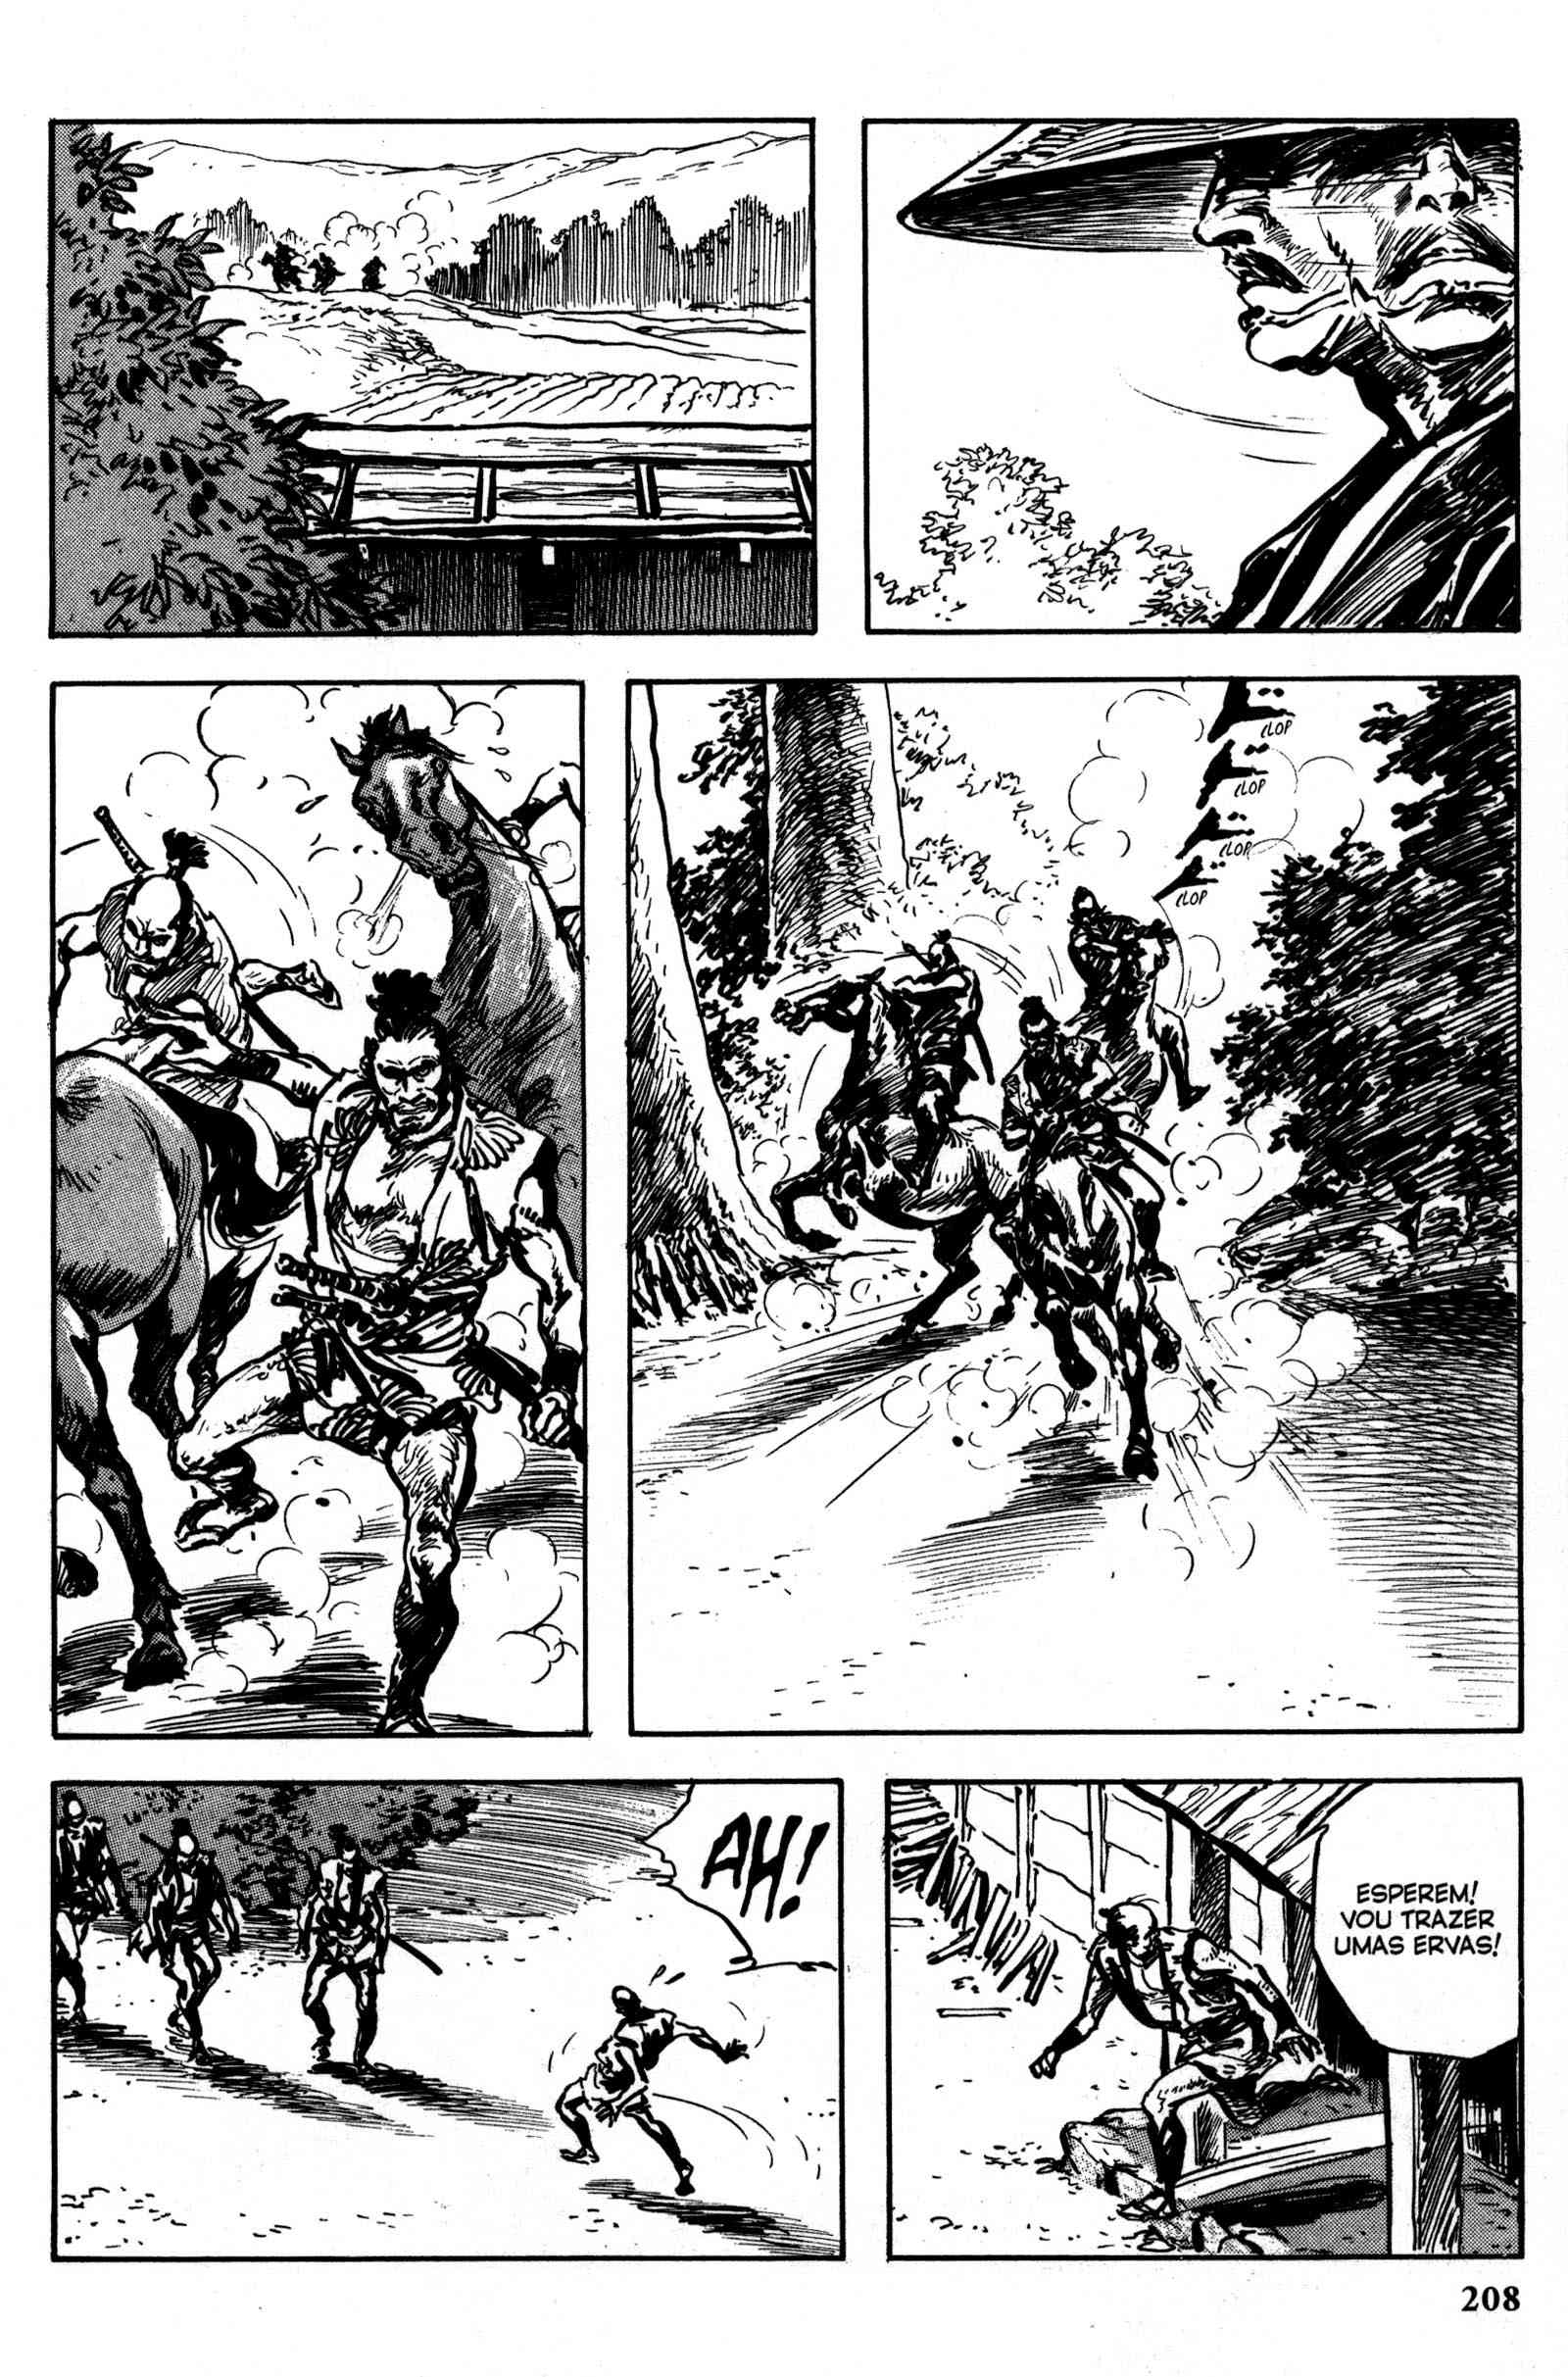 CLOP
CLOP
CLOP
CLOP
ESPEREM!
VOU TRAZER
UMAS ERVAS!
AH!
208